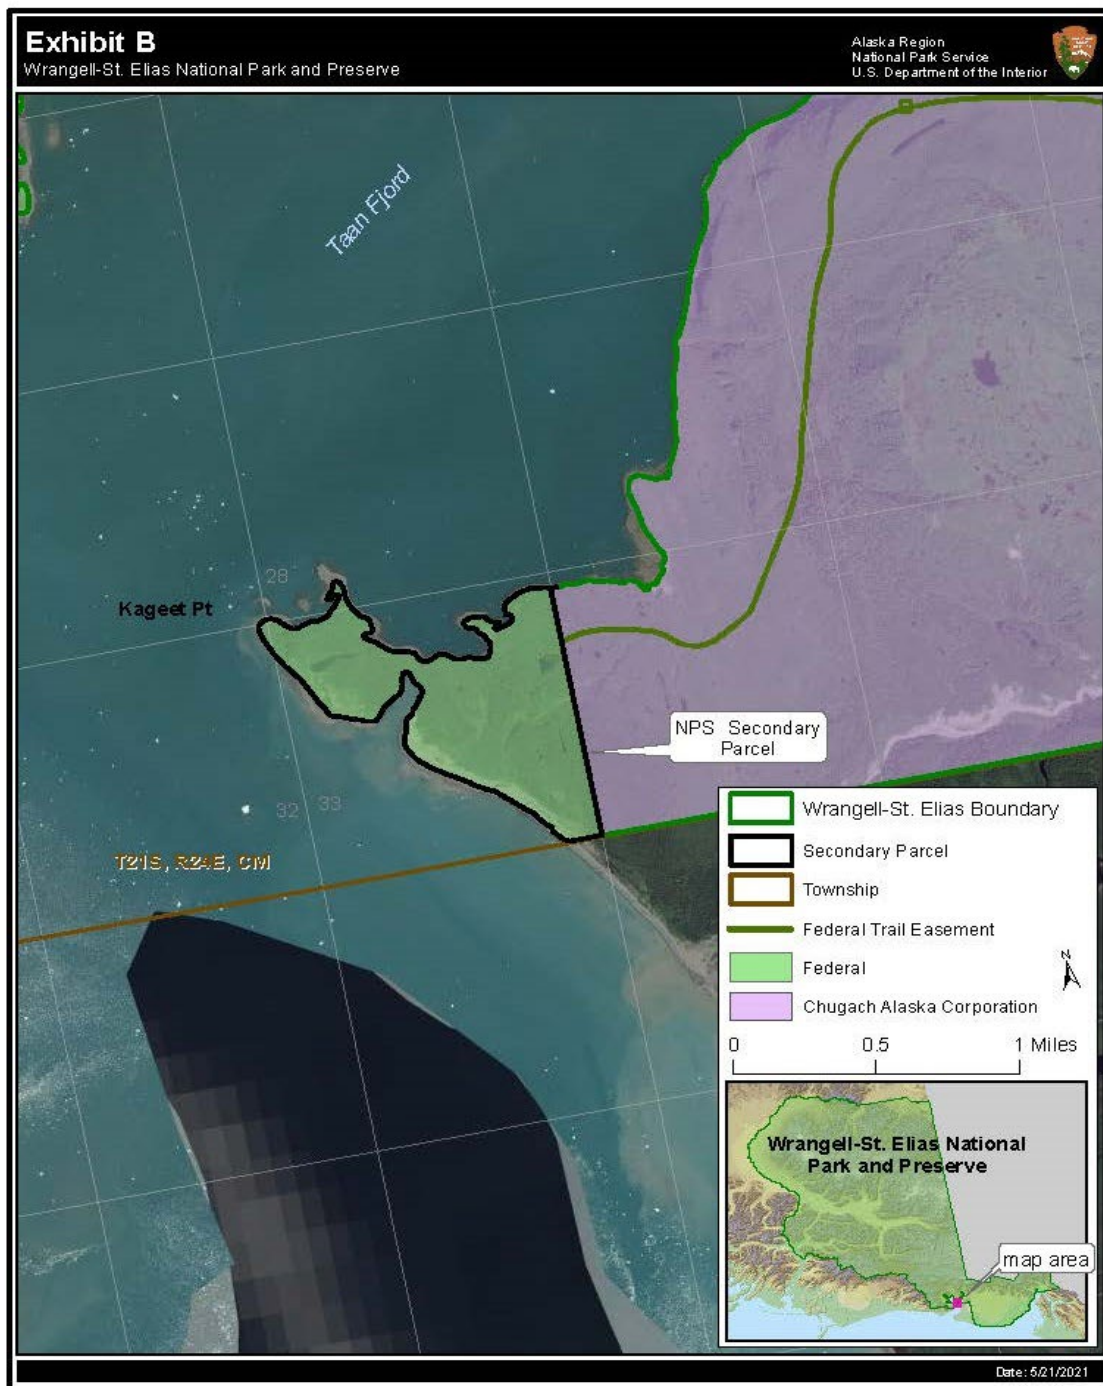 Exhibit B
Wrangell-St. Elias National Park and Preserve
Alaska Region
National Park Service
U.S. Department of the Interior
Taan Fjord
28
Kageet Pt
NPS Secondary
Parcel
32 33
T21S, R24E, CM
Wrangell-St. Elias Boundary
Secondary Parcel
Township
Federal Trail Easement
Federal
Chugach Alaska Corporation
N
0 0.5 1 Miles
Wrangell-St. Elias National
Park and Preserve
map area
Date: 5/21/2021